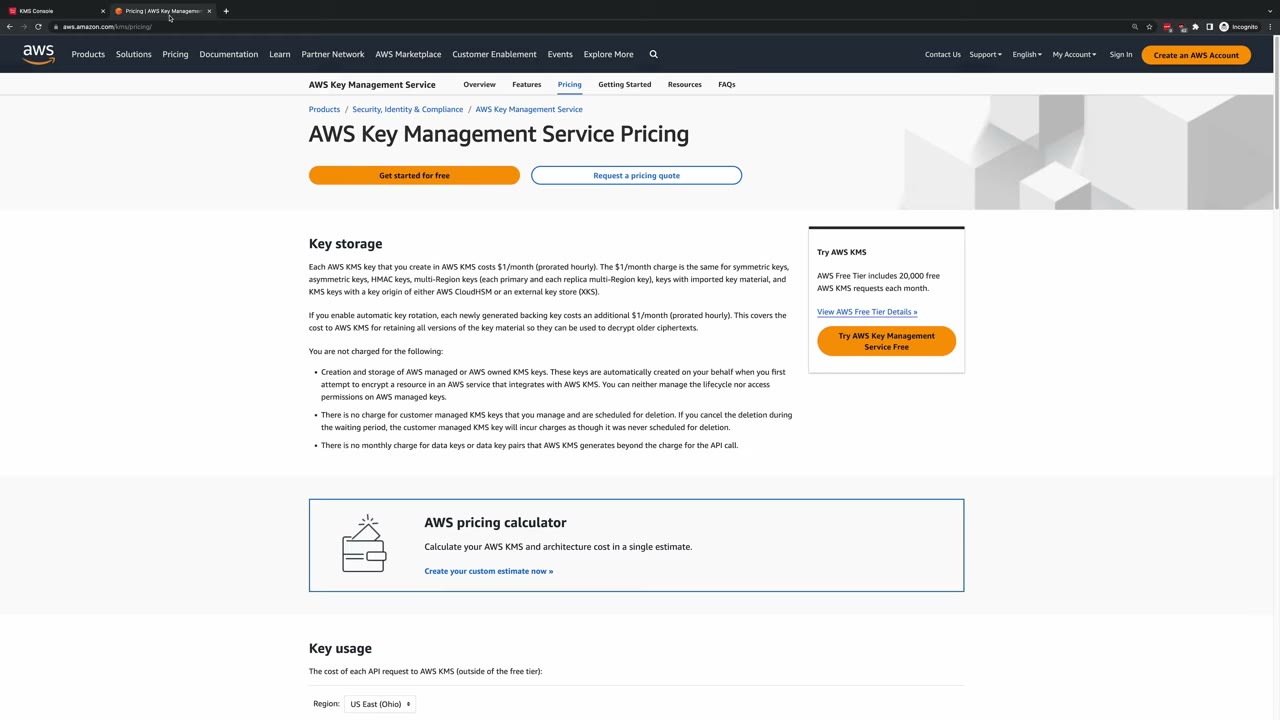 KMS Console
Pricing | AWS Key Managemen
aws.amazon.com/kms/pricing/
Incognito
aws
Products
Solutions
Pricing
Documentation
Learn
Partner Network
AWS Marketplace
Customer Enablement
Events
Explore More
Contact Us
Support
English
My Account
Sign In
Create an AWS Account
AWS Key Management Service
Overview
Features
Pricing
Getting Started
Resources
FAQs
Products / Security, Identity & Compliance / AWS Key Management Service
AWS Key Management Service Pricing
Get started for free
Request a pricing quote
Key storage
Each AWS KMS key that you create in AWS KMS costs $1/month (prorated hourly). The $1/month charge is the same for symmetric keys,
asymmetric keys, HMAC keys, multi-Region keys (each primary and each replica multi-Region key), keys with imported key material, and
KMS keys with a key origin of either AWS CloudHSM or an external key store (XKS).
If you enable automatic key rotation, each newly generated backing key costs an additional $1/month (prorated hourly). This covers the
cost to AWS KMS for retaining all versions of the key material so they can be used to decrypt older ciphertexts.
You are not charged for the following:
• Creation and storage of AWS managed or AWS owned KMS keys. These keys are automatically created on your behalf when you first
attempt to encrypt a resource in an AWS service that integrates with AWS KMS. You can neither manage the lifecycle nor access
permissions on AWS managed keys.
• There is no charge for customer managed KMS keys that you manage and are scheduled for deletion. If you cancel the deletion during
the waiting period, the customer managed KMS key will incur charges as though it was never scheduled for deletion.
• There is no monthly charge for data keys or data key pairs that AWS KMS generates beyond the charge for the API call.
Try AWS KMS
AWS Free Tier includes 20,000 free
AWS KMS requests each month.
View AWS Free Tier Details »
Try AWS Key Management
Service Free
AWS pricing calculator
Calculate your AWS KMS and architecture cost in a single estimate.
Create your custom estimate now »
Key usage
The cost of each API request to AWS KMS (outside of the free tier):
Region:
US East (Ohio)